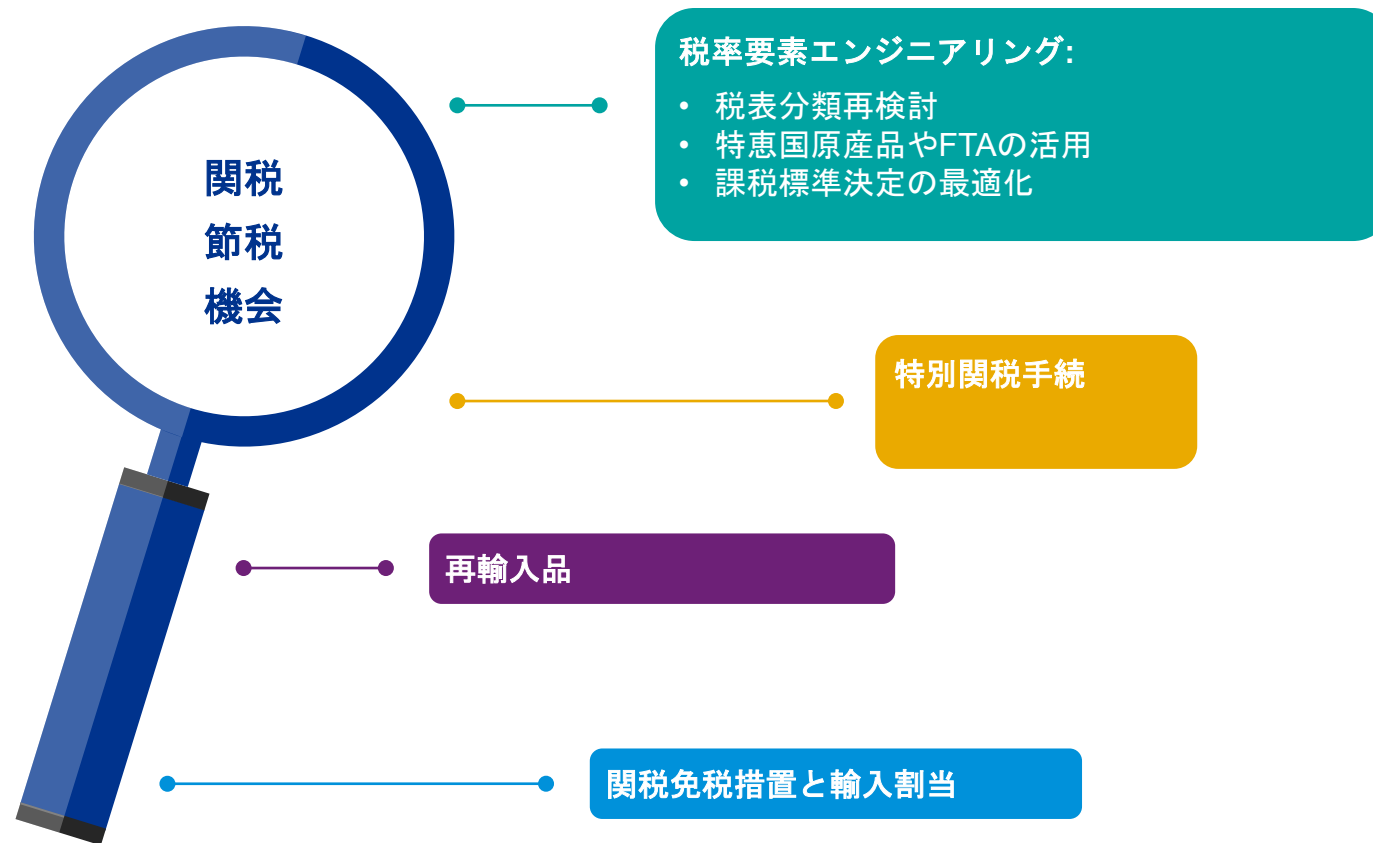 関税
節税
機会
税率要素エンジニアリング:
• 税表分類再検討
• 特恵国原産品やFTAの活用
• 課税標準決定の最適化
特別関税手続
再輸入品
関税免税措置と輸入割当